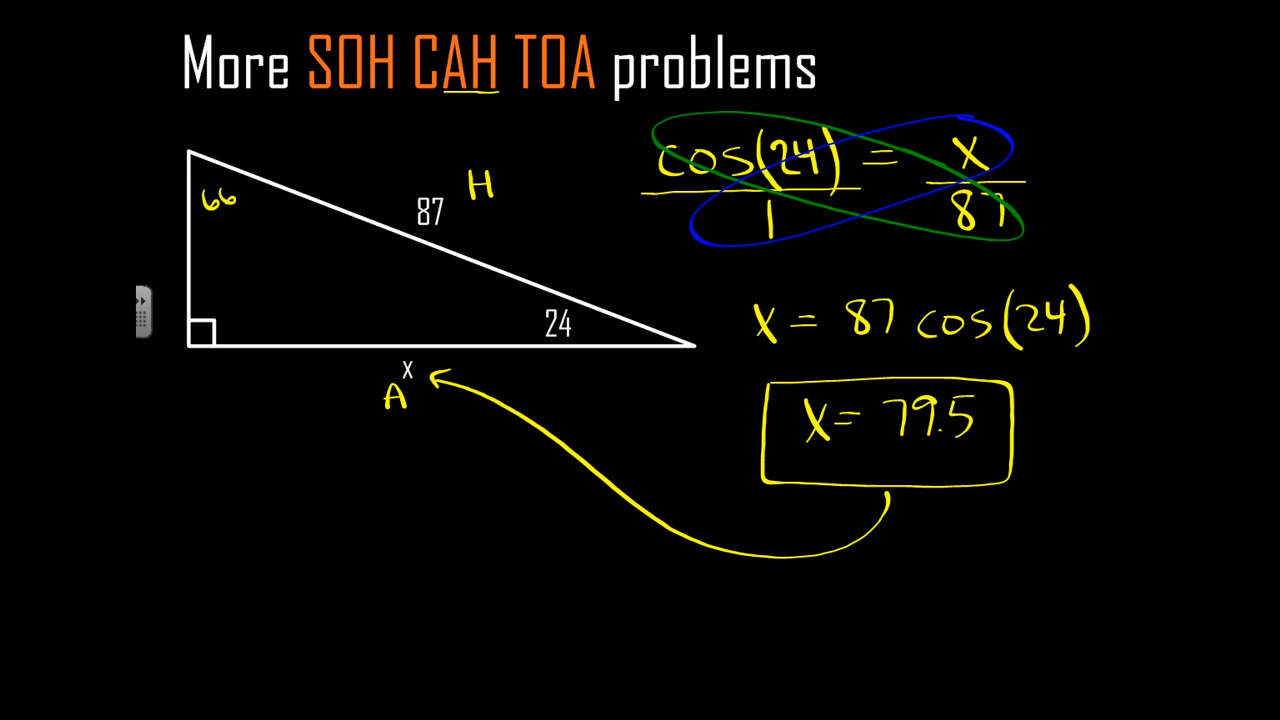 More SOH CAH TOA problems
66
87
H
24
x
A
cos(24) = x
1 87
x = 87 cos(24)
x = 79.5